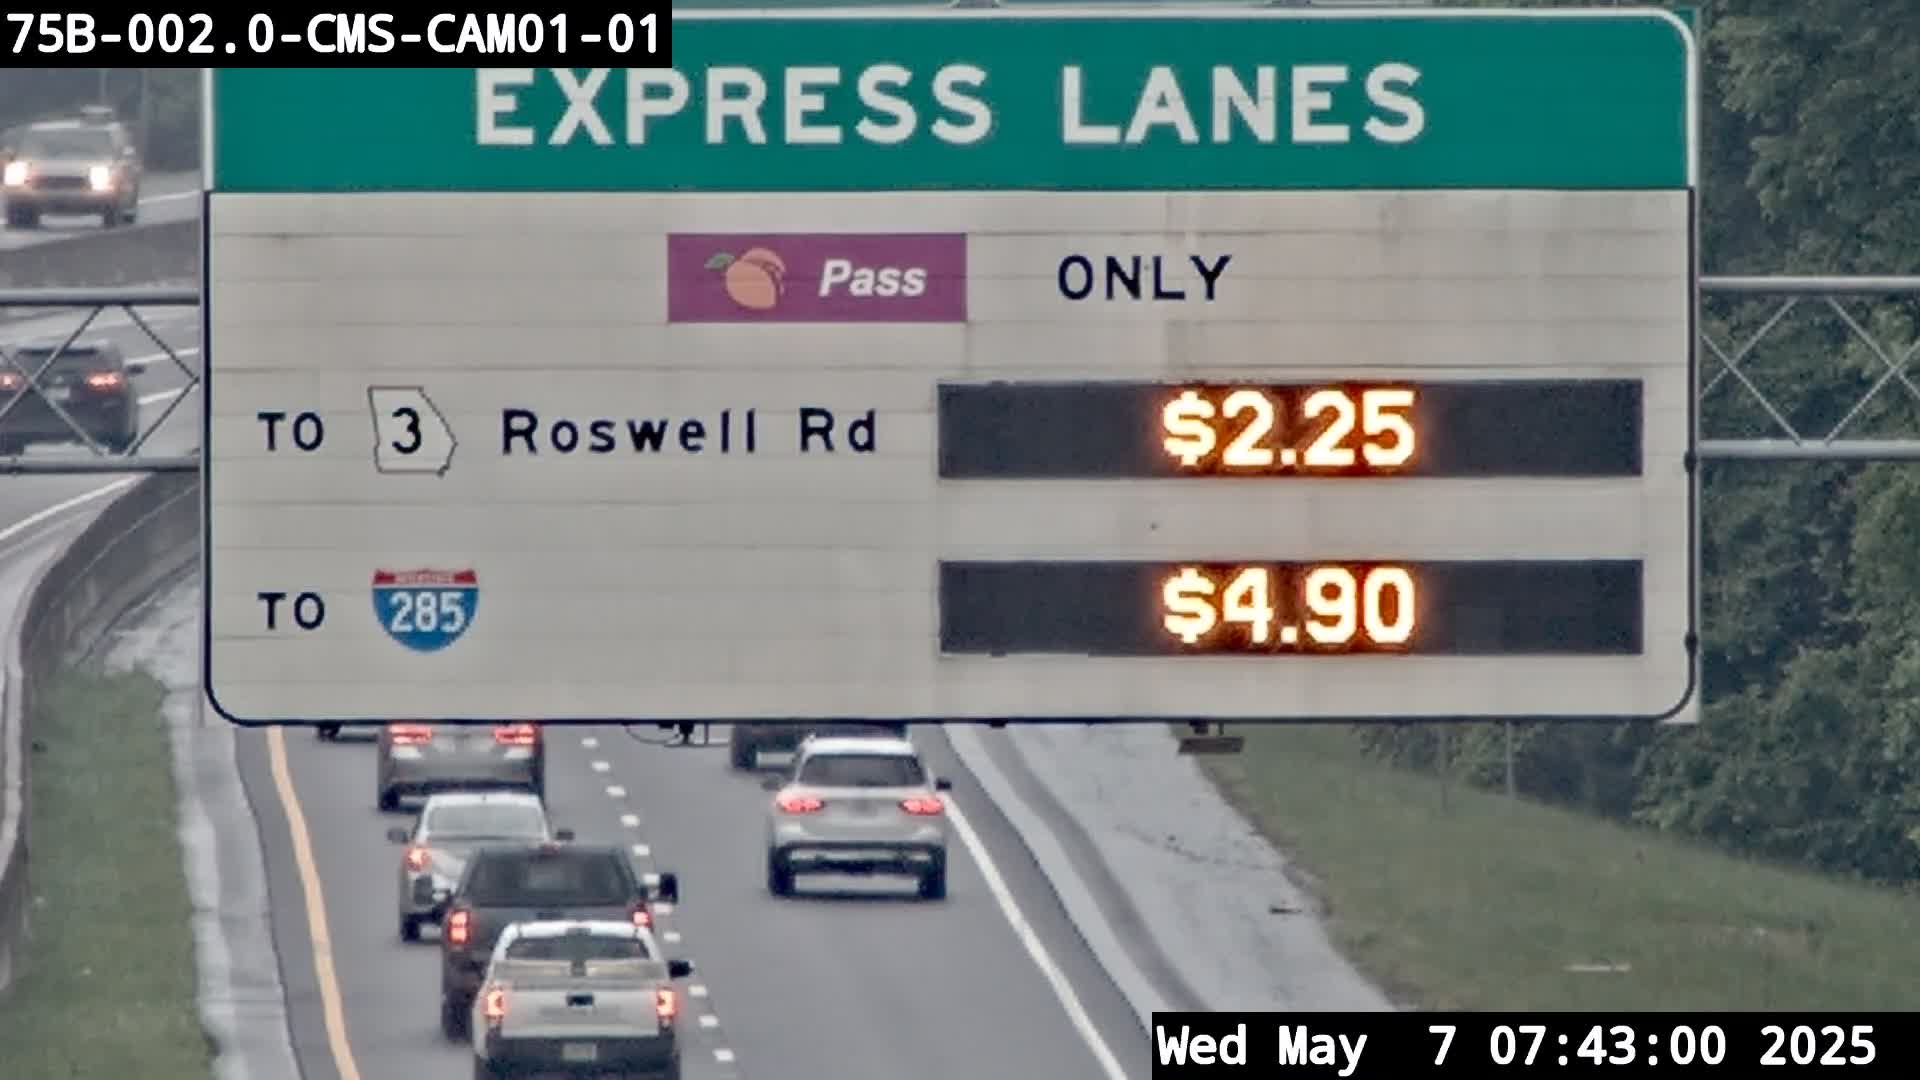 75B-002.0-CMS-CAM01-01
EXPRESS LANES
Pass ONLY
TO 3 Roswell Rd $2.25
TO 285 $4.90
Wed May 7 07:43:00 2025